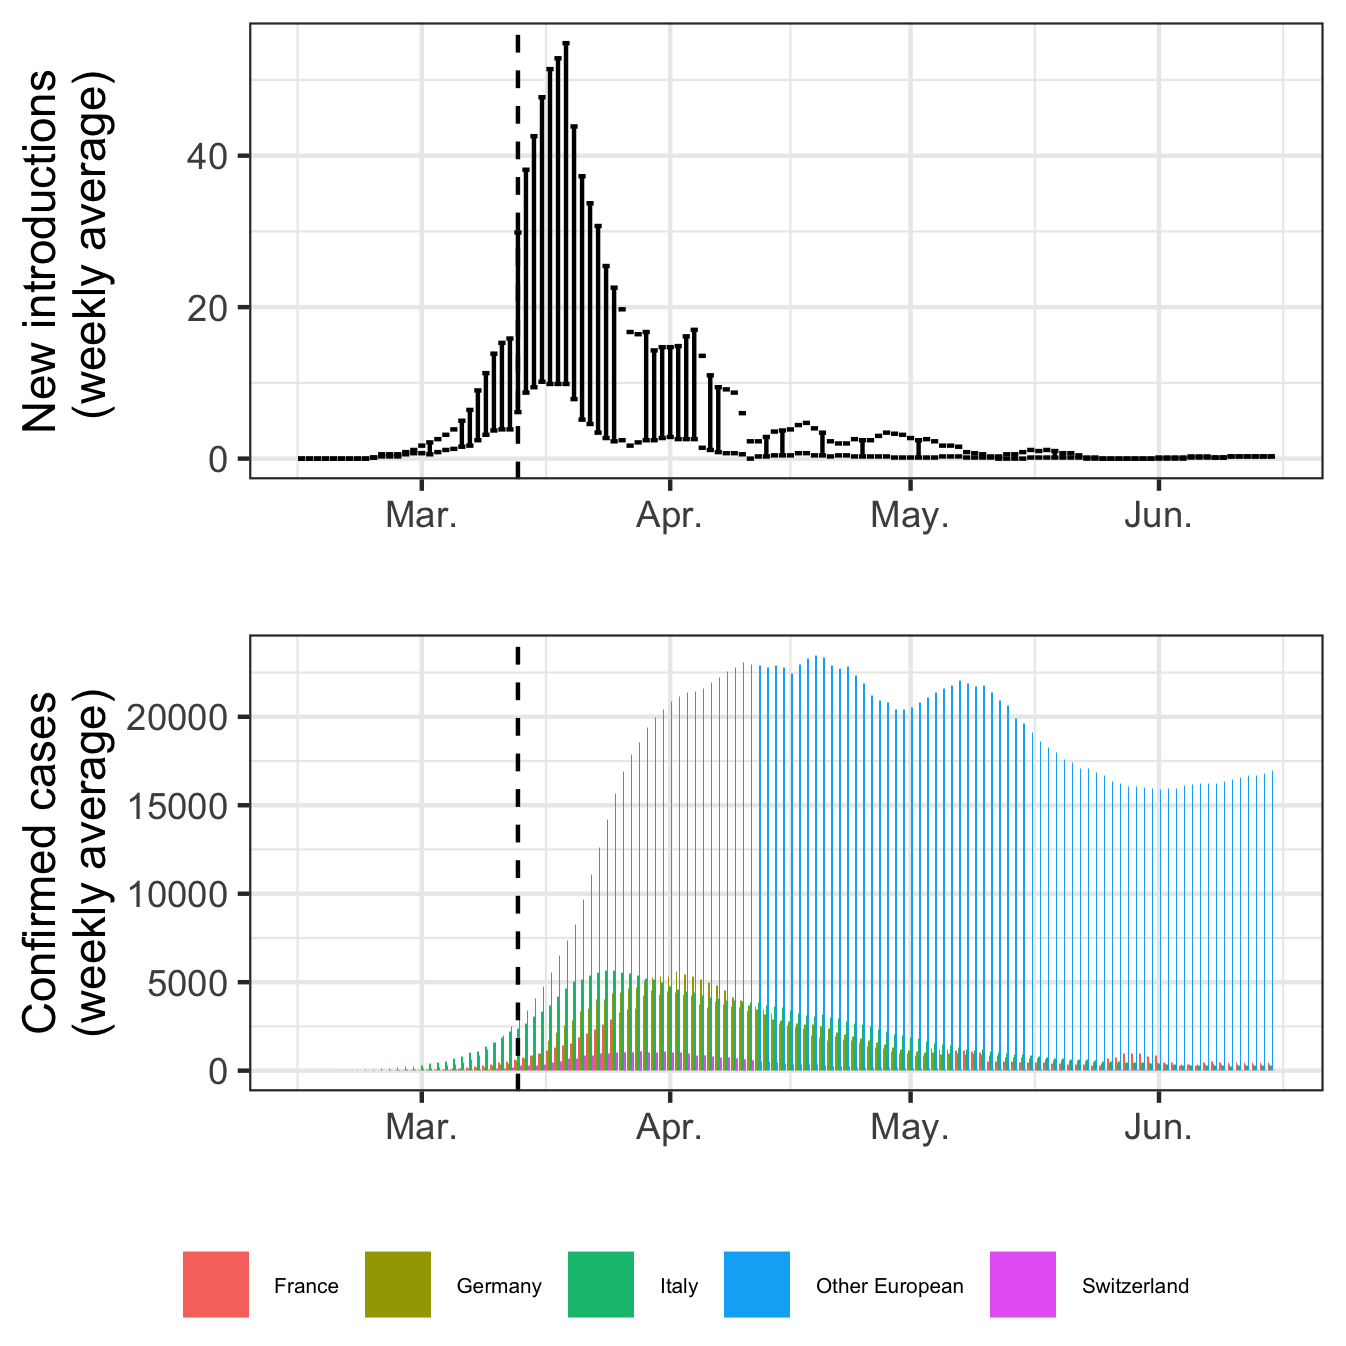 New introductions
(weekly average)
40
20
0
Mar.
Apr.
May.
Jun.
Confirmed cases
(weekly average)
20000
15000
10000
5000
0
Mar.
Apr.
May.
Jun.
France
Germany
Italy
Other European
Switzerland